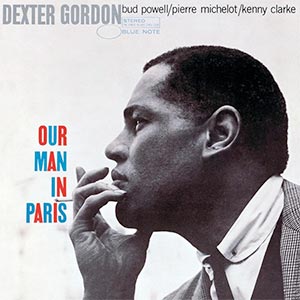 DEXTER GORDON
bud powell/pierre michelot/kenny clarke
STEREO
BLUE NOTE
OUR
MAN
IN
PARIS